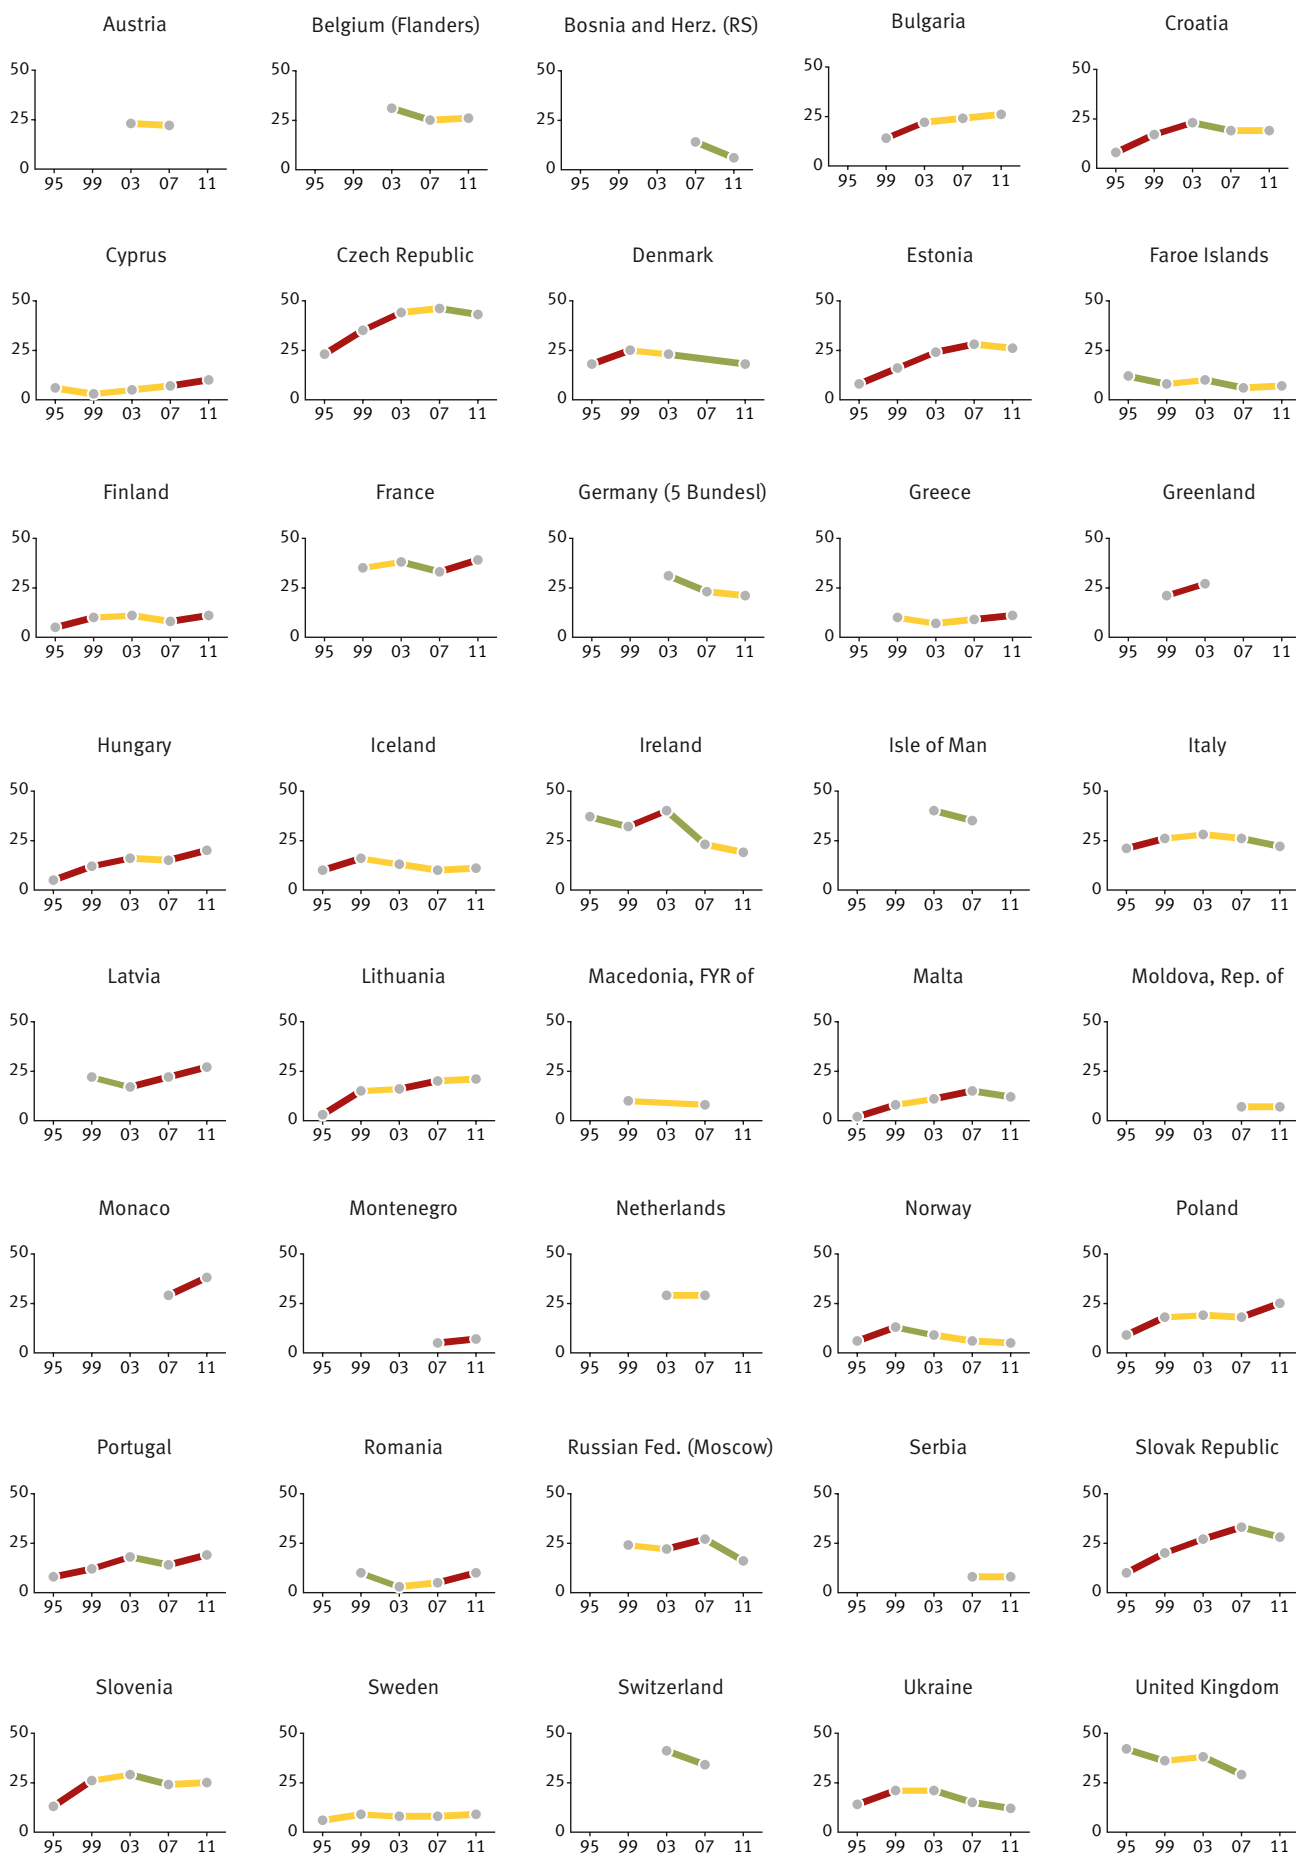 Austria
Belgium (Flanders)
Bosnia and Herz. (RS)
Bulgaria
Croatia
50
25
0
95 99 03 07 11
50
25
0
95 99 03 07 11
50
25
0
95 99 03 07 11
50
25
0
95 99 03 07 11
50
25
0
95 99 03 07 11
Cyprus
Czech Republic
Denmark
Estonia
Faroe Islands
50
25
0
95 99 03 07 11
50
25
0
95 99 03 07 11
50
25
0
95 99 03 07 11
50
25
0
95 99 03 07 11
50
25
0
95 99 03 07 11
Finland
France
Germany (5 Bundesl)
Greece
Greenland
50
25
0
95 99 03 07 11
50
25
0
95 99 03 07 11
50
25
0
95 99 03 07 11
50
25
0
95 99 03 07 11
50
25
0
95 99 03 07 11
Hungary
Iceland
Ireland
Isle of Man
Italy
50
25
0
95 99 03 07 11
50
25
0
95 99 03 07 11
50
25
0
95 99 03 07 11
50
25
0
95 99 03 07 11
50
25
0
95 99 03 07 11
Latvia
Lithuania
Macedonia, FYR of
Malta
Moldova, Rep. of
50
25
0
95 99 03 07 11
50
25
0
95 99 03 07 11
50
25
0
95 99 03 07 11
50
25
0
95 99 03 07 11
50
25
0
95 99 03 07 11
Monaco
Montenegro
Netherlands
Norway
Poland
50
25
0
95 99 03 07 11
50
25
0
95 99 03 07 11
50
25
0
95 99 03 07 11
50
25
0
95 99 03 07 11
50
25
0
95 99 03 07 11
Portugal
Romania
Russian Fed. (Moscow)
Serbia
Slovak Republic
50
25
0
95 99 03 07 11
50
25
0
95 99 03 07 11
50
25
0
95 99 03 07 11
50
25
0
95 99 03 07 11
50
25
0
95 99 03 07 11
Slovenia
Sweden
Switzerland
Ukraine
United Kingdom
50
25
0
95 99 03 07 11
50
25
0
95 99 03 07 11
50
25
0
95 99 03 07 11
50
25
0
95 99 03 07 11
50
25
0
95 99 03 07 11